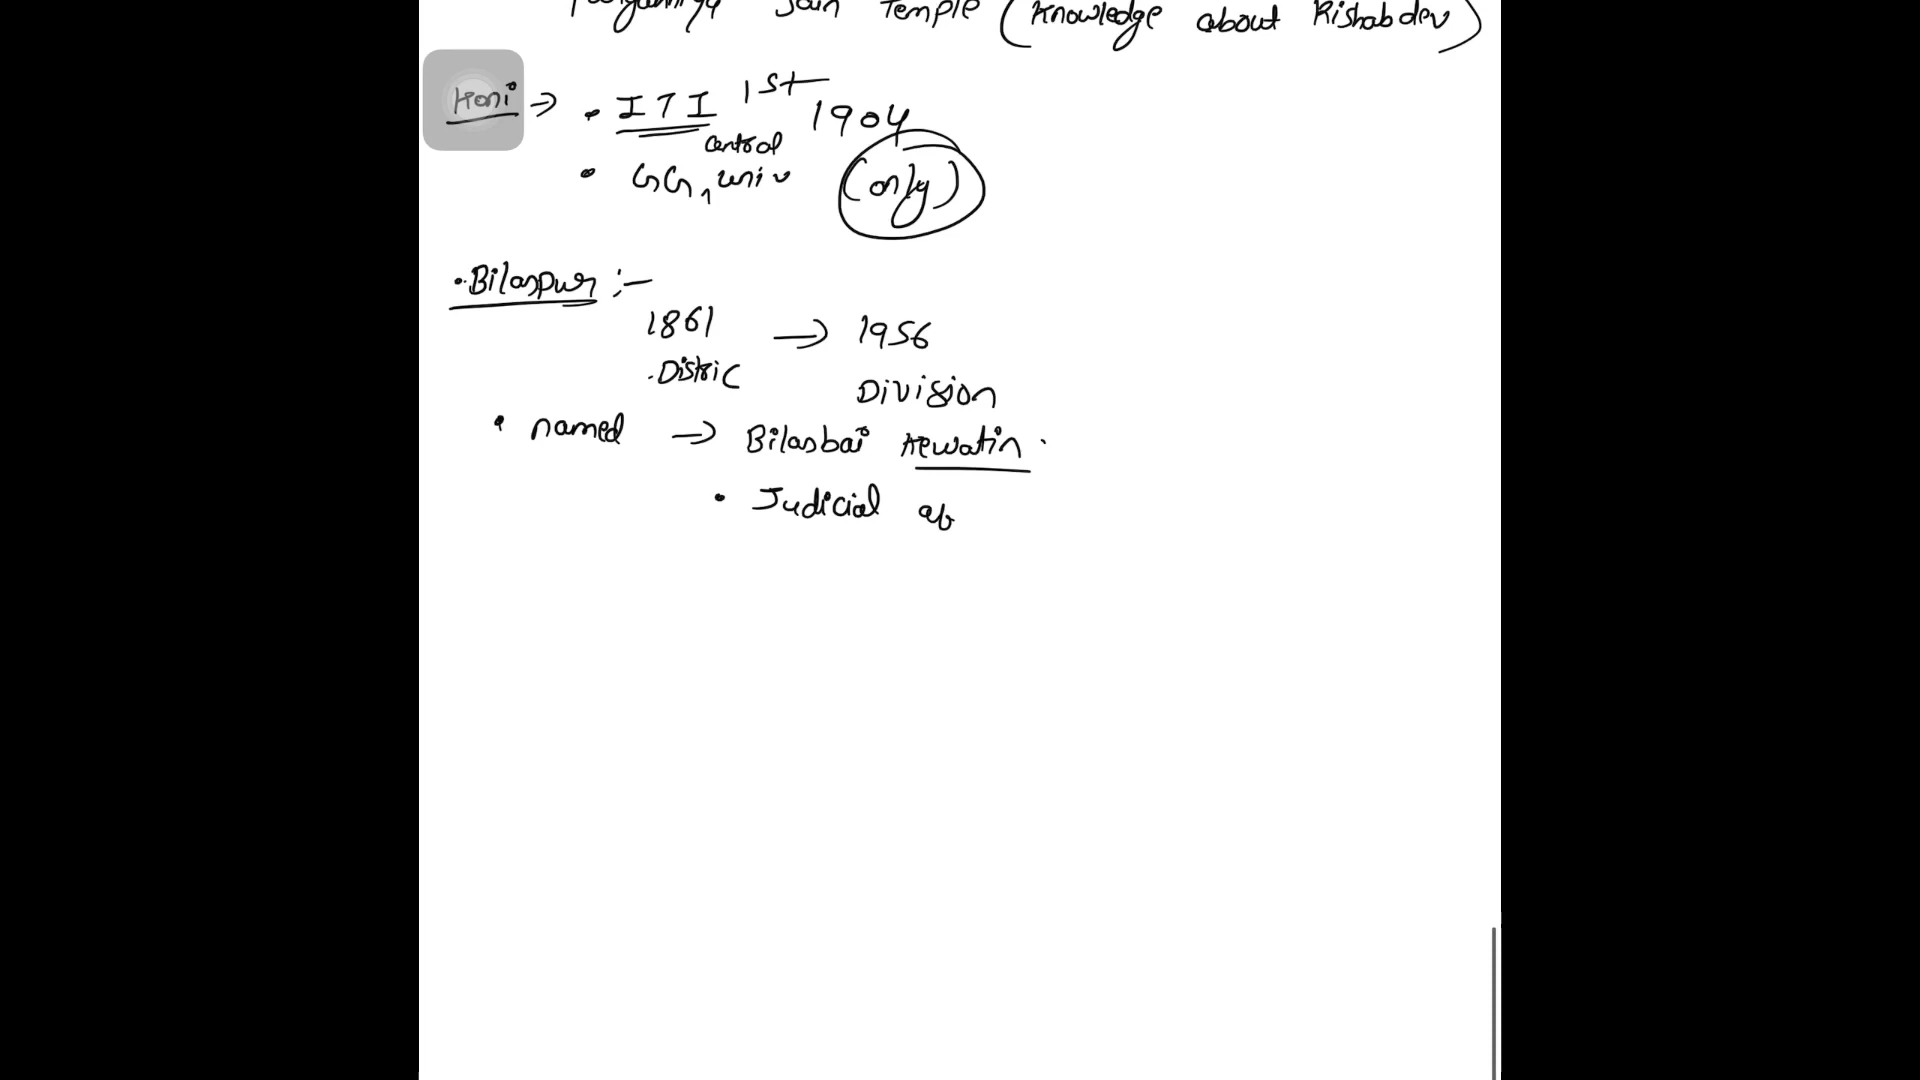 Jain Temple (Knowledge about Rishabdev)
Koni → • ITI 1st 1904
central
• GG, univ (only)
• Bilaspur :-
1861 → 1956
. Distric Division
• named → Bilasbai Kewatin .
• Judicial